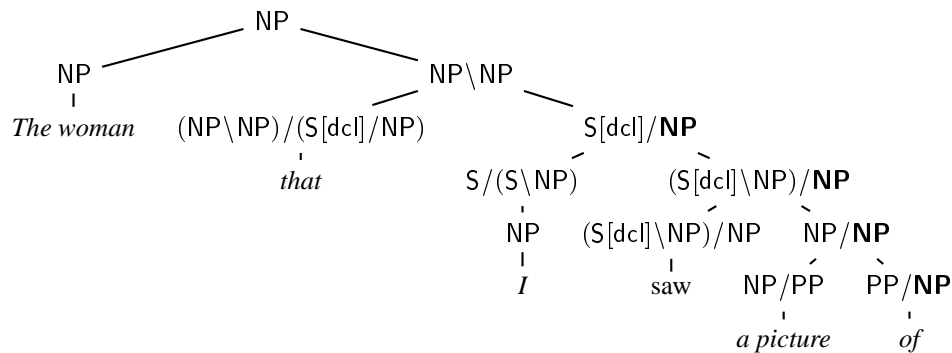 NP
NP NP\NP
The woman (NP\NP)/(S[dcl]/NP) S[dcl]/NP
that S/(S\NP) (S[dcl]\NP)/NP
NP (S[dcl]\NP)/NP NP/NP
I saw NP/PP PP/NP
a picture of